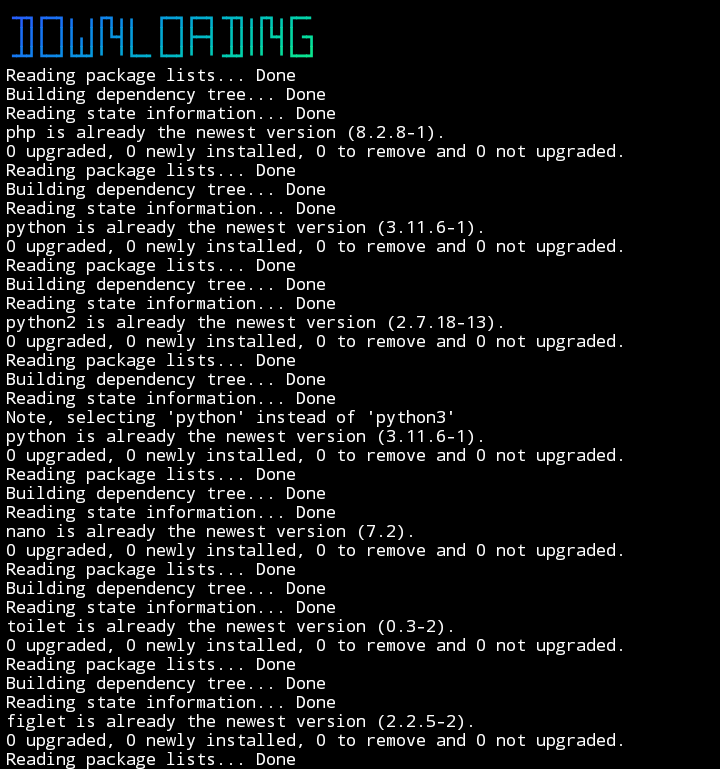 DOWNLOADING
Reading package lists... Done
Building dependency tree... Done
Reading state information... Done
php is already the newest version (8.2.8-1).
0 upgraded, 0 newly installed, 0 to remove and 0 not upgraded.
Reading package lists... Done
Building dependency tree... Done
Reading state information... Done
python is already the newest version (3.11.6-1).
0 upgraded, 0 newly installed, 0 to remove and 0 not upgraded.
Reading package lists... Done
Building dependency tree... Done
Reading state information... Done
python2 is already the newest version (2.7.18-13).
0 upgraded, 0 newly installed, 0 to remove and 0 not upgraded.
Reading package lists... Done
Building dependency tree... Done
Reading state information... Done
Note, selecting 'python' instead of 'python3'
python is already the newest version (3.11.6-1).
0 upgraded, 0 newly installed, 0 to remove and 0 not upgraded.
Reading package lists... Done
Building dependency tree... Done
Reading state information... Done
nano is already the newest version (7.2).
0 upgraded, 0 newly installed, 0 to remove and 0 not upgraded.
Reading package lists... Done
Building dependency tree... Done
Reading state information... Done
toilet is already the newest version (0.3-2).
0 upgraded, 0 newly installed, 0 to remove and 0 not upgraded.
Reading package lists... Done
Building dependency tree... Done
Reading state information... Done
figlet is already the newest version (2.2.5-2).
0 upgraded, 0 newly installed, 0 to remove and 0 not upgraded.
Reading package lists... Done